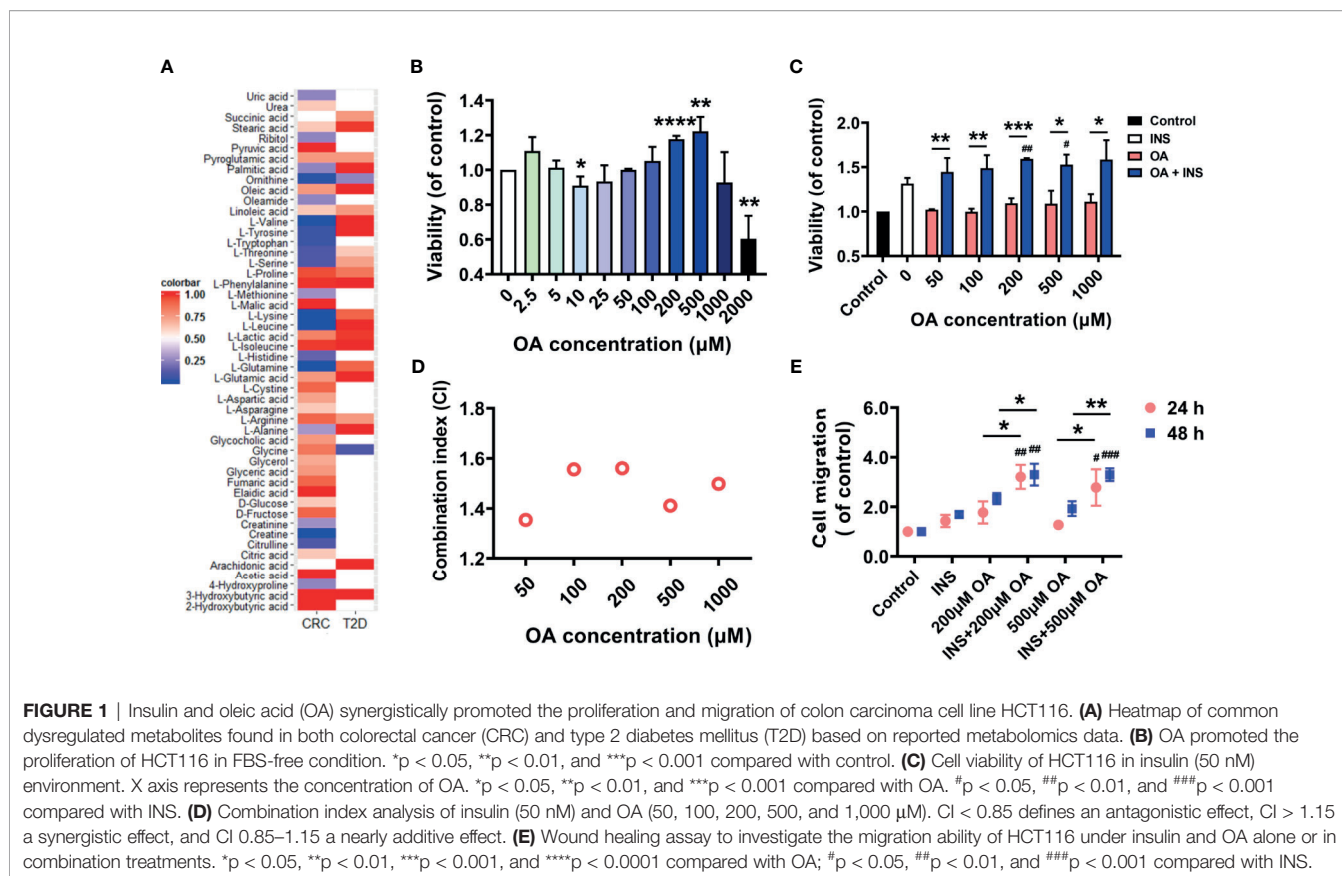 A
Uric acid
Urea
Succinic acid
Stearic acid
Ribitol
Pyruvic acid
Pyroglutamic acid
Palmitic acid
Ornithine
Oleic acid
Oleamide
Linoleic acid
L-Valine
L-Tyrosine
L-Tryptophan
L-Threonine
L-Serine
L-Proline
L-Phenylalanine
L-Methionine
L-Malic acid
L-Lysine
L-Leucine
L-Lactic acid
L-Isoleucine
L-Histidine
L-Glutamine
L-Glutamic acid
L-Cystine
L-Aspartic acid
L-Asparagine
L-Arginine
L-Alanine
Glycocholic acid
Glycine
Glycerol
Glyceric acid
Fumaric acid
Elaidic acid
D-Glucose
D-Fructose
Creatinine
Creatine
Citrulline
Citric acid
Arachidonic acid
Acetic acid
4-Hydroxyproline
3-Hydroxybutyric acid
2-Hydroxybutyric acid
CRC T2D
colorbar
1.00
0.75
0.50
0.25
B
Viability (of control)
1.4
1.2
1.0
0.8
0.6
0.4
* **** ** **
0 2.5 5 10 25 50 100 200 500 1000 2000
OA concentration (µM)
C
Viability (of control)
2.0
1.5
1.0
0.5
** ** *** * *
## #
Control 0 50 100 200 500 1000
OA concentration (µM)
Control
INS
OA
OA + INS
D
Combination index (CI)
1.8
1.6
1.4
1.2
50 100 200 500 1000
OA concentration (µM)
E
Cell migration
( of control)
6.0
4.0
2.0
0.0
* **
* *
## ## # ###
Control INS 200µM OA INS+200µM OA 500µM OA INS+500µM OA
24 h
48 h
FIGURE 1 | Insulin and oleic acid (OA) synergistically promoted the proliferation and migration of colon carcinoma cell line HCT116. (A) Heatmap of common
dysregulated metabolites found in both colorectal cancer (CRC) and type 2 diabetes mellitus (T2D) based on reported metabolomics data. (B) OA promoted the
proliferation of HCT116 in FBS-free condition. *p < 0.05, **p < 0.01, and ***p < 0.001 compared with control. (C) Cell viability of HCT116 in insulin (50 nM)
environment. X axis represents the concentration of OA. *p < 0.05, **p < 0.01, and ***p < 0.001 compared with OA. #p < 0.05, ##p < 0.01, and ###p < 0.001
compared with INS. (D) Combination index analysis of insulin (50 nM) and OA (50, 100, 200, 500, and 1,000 µM). CI < 0.85 defines an antagonistic effect, CI > 1.15
a synergistic effect, and CI 0.85–1.15 a nearly additive effect. (E) Wound healing assay to investigate the migration ability of HCT116 under insulin and OA alone or in
combination treatments. *p < 0.05, **p < 0.01, ***p < 0.001, and ****p < 0.0001 compared with OA; #p < 0.05, ##p < 0.01, and ###p < 0.001 compared with INS.